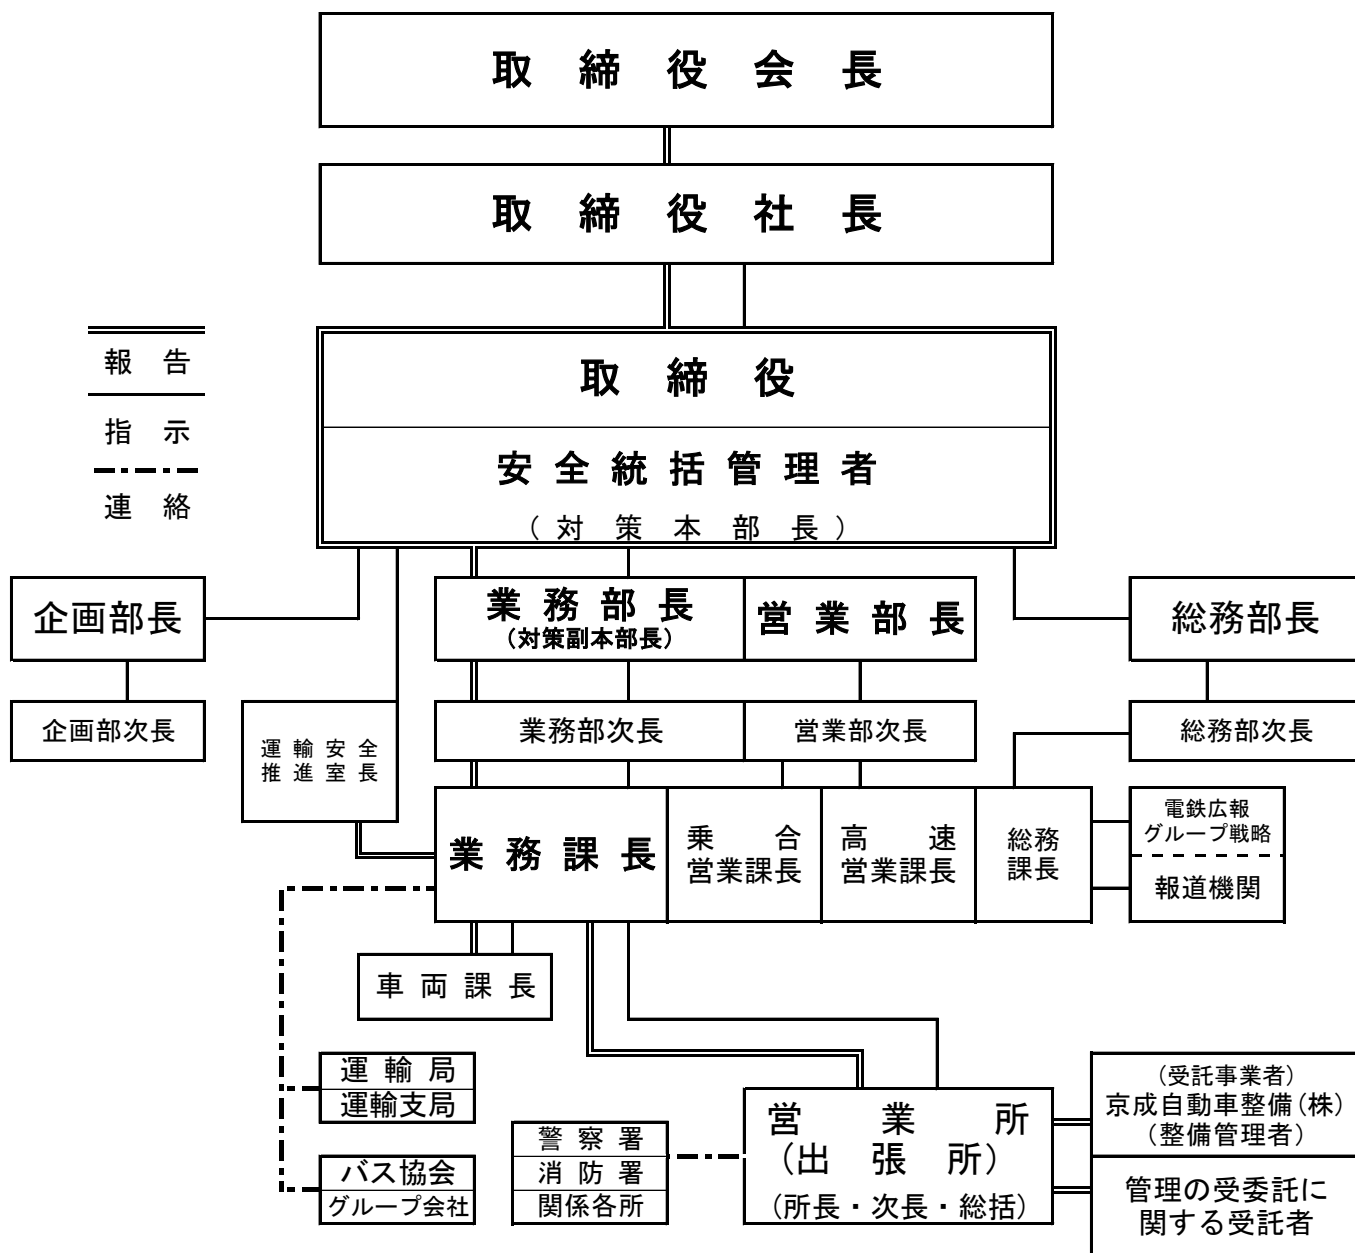 取締役会長
取締役社長
報告
指示
連絡
取締役
安全統括管理者
(対策本部長)
企画部長
業務部長
(対策副本部長)
営業部長
総務部長
企画部次長
運輸安全
推進室長
業務部次長
営業部次長
総務部次長
業務課長
乗合
営業課長
高速
営業課長
総務
課長
電鉄広報
グループ戦略
報道機関
車両課長
運輸局
運輸支局
バス協会
グループ会社
警察署
消防署
関係各所
営業所
(出張所)
(所長・次長・総括)
(受託事業者)
京成自動車整備(株)
(整備管理者)
管理の受委託に
関する受託者